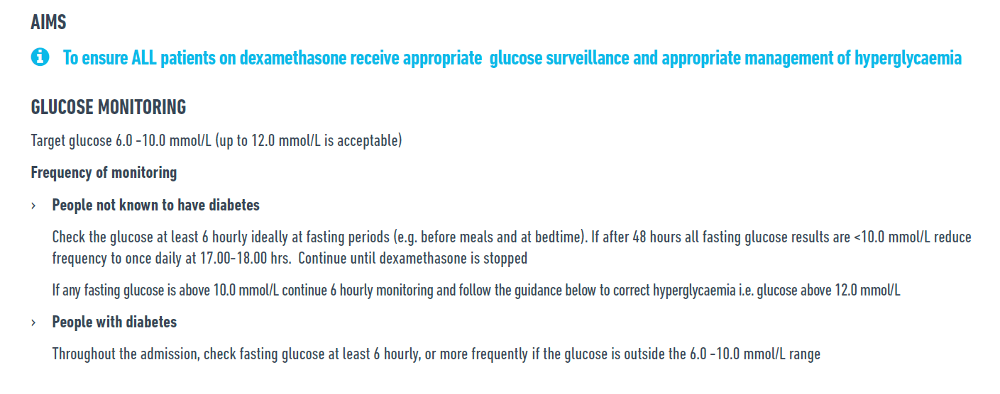 AIMS
To ensure ALL patients on dexamethasone receive appropriate  glucose surveillance and appropriate management of hyperglycaemia
GLUCOSE MONITORING
Target glucose 6.0 -10.0 mmol/L (up to 12.0 mmol/L is acceptable)
Frequency of monitoring
› People not known to have diabetes
Check the glucose at least 6 hourly ideally at fasting periods (e.g. before meals and at bedtime). If after 48 hours all fasting glucose results are <10.0 mmol/L reduce
frequency to once daily at 17.00-18.00 hrs.  Continue until dexamethasone is stopped
If any fasting glucose is above 10.0 mmol/L continue 6 hourly monitoring and follow the guidance below to correct hyperglycaemia i.e. glucose above 12.0 mmol/L
› People with diabetes
Throughout the admission, check fasting glucose at least 6 hourly, or more frequently if the glucose is outside the 6.0 -10.0 mmol/L range